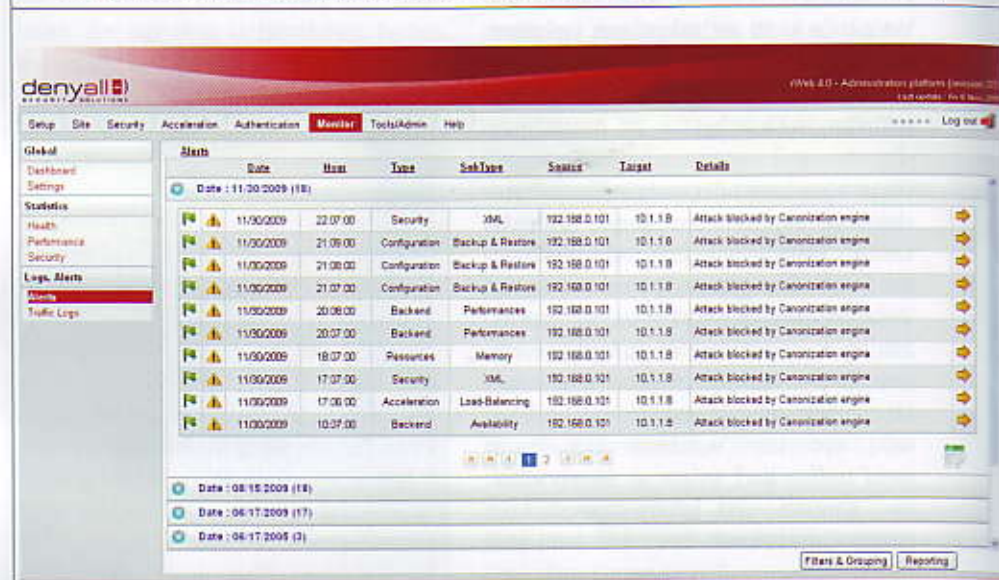 denyall
SECURITY SOLUTIONS
rWeb 4.0 - Administration platform
Setup Site Security Acceleration Authentication Monitor Tools/Admin Help Log out
Global
Dashboard
Settings
Statistics
Health
Performance
Security
Logs, Alerts
Alerts
Traffic Logs
Alerts
Date Hour Type SubType Source Target Details
Date : 11/30/2009 (18)
11/30/2009 22:07:00 Security XML 192.168.0.101 10.1.1.8 Attack blocked by Canonization engine
11/30/2009 21:09:00 Configuration Backup & Restore 192.168.0.101 10.1.1.8 Attack blocked by Canonization engine
11/30/2009 21:08:00 Configuration Backup & Restore 192.168.0.101 10.1.1.8 Attack blocked by Canonization engine
11/30/2009 21:07:00 Configuration Backup & Restore 192.168.0.101 10.1.1.8 Attack blocked by Canonization engine
11/30/2009 20:08:00 Backend Performances 192.168.0.101 10.1.1.8 Attack blocked by Canonization engine
11/30/2009 20:07:00 Backend Performances 192.168.0.101 10.1.1.8 Attack blocked by Canonization engine
11/30/2009 18:07:00 Resources Memory 192.168.0.101 10.1.1.8 Attack blocked by Canonization engine
11/30/2009 17:07:00 Security XML 192.168.0.101 10.1.1.8 Attack blocked by Canonization engine
11/30/2009 17:06:00 Acceleration Load-Balancing 192.168.0.101 10.1.1.8 Attack blocked by Canonization engine
11/30/2009 10:37:00 Backend Availability 192.168.0.101 10.1.1.8 Attack blocked by Canonization engine
1 2
Date : 08/15/2009 (18)
Date : 06/17/2009 (17)
Date : 06/17/2005 (3)
Filters & Grouping Reporting